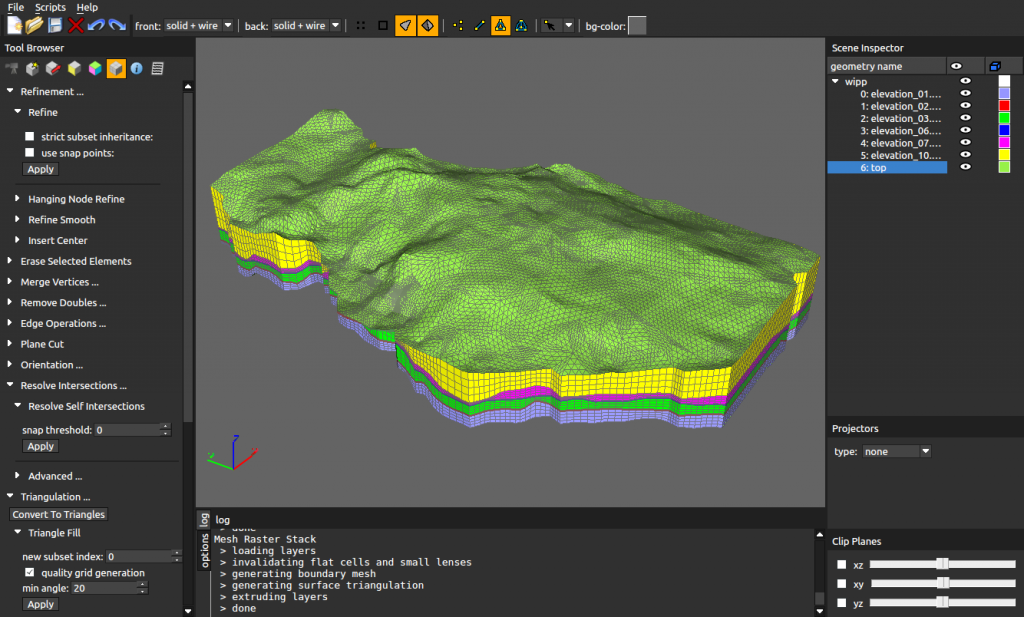 File Scripts Help
front: solid + wire back: solid + wire bg-color:
Tool Browser
Refinement ...
Refine
strict subset inheritance:
use snap points:
Apply
Hanging Node Refine
Refine Smooth
Insert Center
Erase Selected Elements
Merge Vertices ...
Remove Doubles ...
Edge Operations ...
Plane Cut
Orientation ...
Resolve Intersections ...
Resolve Self Intersections
snap threshold: 0
Apply
Advanced ...
Triangulation ...
Convert To Triangles
Triangle Fill
new subset index: 0
quality grid generation
min angle: 20
Apply
z
x
y
log
options
log
> done
Mesh Raster Stack
> loading layers
> invalidating flat cells and small lenses
> generating boundary mesh
> generating surface triangulation
> extruding layers
> done
Scene Inspector
geometry name
wipp
0: elevation_01....
1: elevation_02....
2: elevation_03....
3: elevation_06....
4: elevation_07....
5: elevation_10....
6: top
Projectors
type: none
Clip Planes
xz
xy
yz